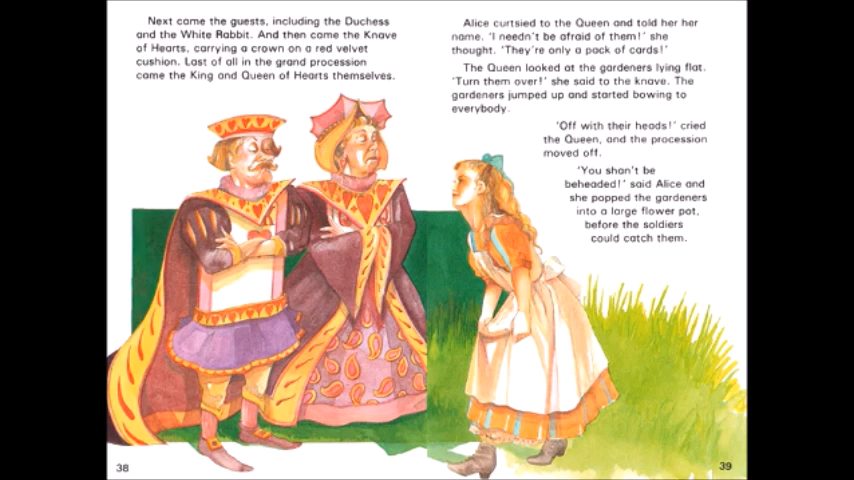 Next came the guests, including the Duchess
and the White Rabbit. And then came the Knave
of Hearts, carrying a crown on a red velvet
cushion. Last of all in the grand procession
came the King and Queen of Hearts themselves.
38
Alice curtsied to the Queen and told her her
name. 'I needn't be afraid of them!' she
thought. 'They're only a pack of cards!'
The Queen looked at the gardeners lying flat.
'Turn them over!' she said to the knave. The
gardeners jumped up and started bowing to
everybody.
'Off with their heads!' cried
the Queen, and the procession
moved off.
'You shan't be
beheaded!' said Alice and
she popped the gardeners
into a large flower pot,
before the soldiers
could catch them.
39